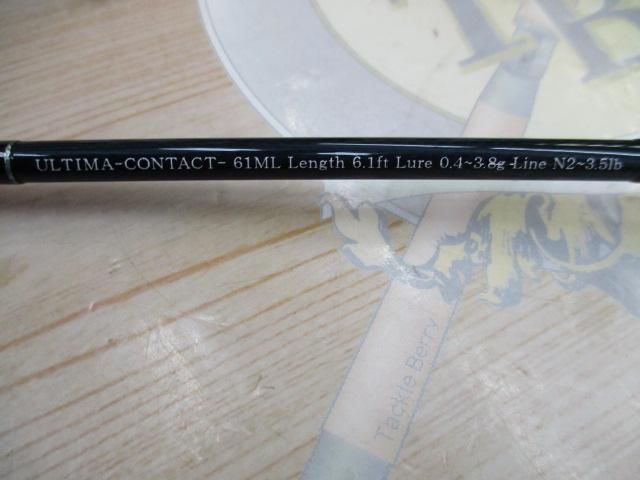 ULTIMA-CONTACT- 61ML Length 6.1ft Lure 0.4~3.8g Line N2~3.5lb
Tackle Berry